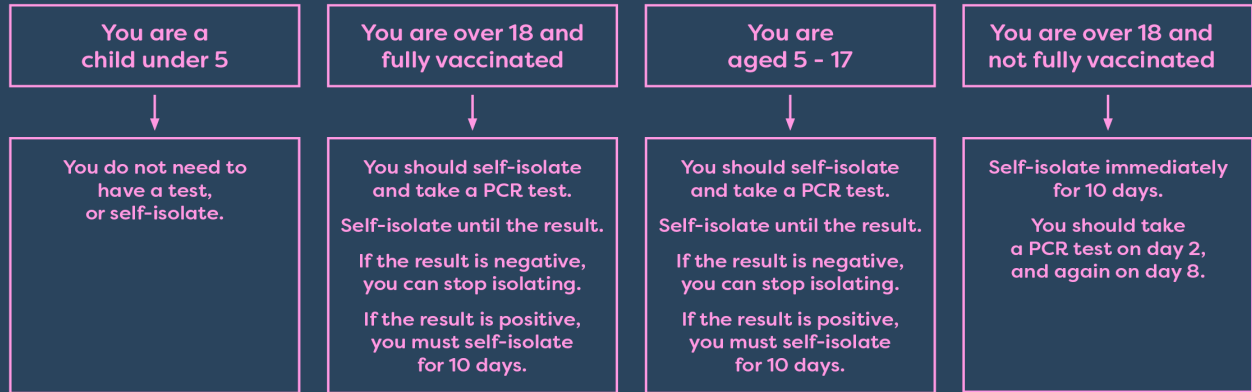 You are a
child under 5
You do not need to
have a test,
or self-isolate.
You are over 18 and
fully vaccinated
You should self-isolate
and take a PCR test.
Self-isolate until the result.
If the result is negative,
you can stop isolating.
If the result is positive,
you must self-isolate
for 10 days.
You are
aged 5 - 17
You should self-isolate
and take a PCR test.
Self-isolate until the result.
If the result is negative,
you can stop isolating.
If the result is positive,
you must self-isolate
for 10 days.
You are over 18 and
not fully vaccinated
Self-isolate immediately
for 10 days.
You should take
a PCR test on day 2,
and again on day 8.